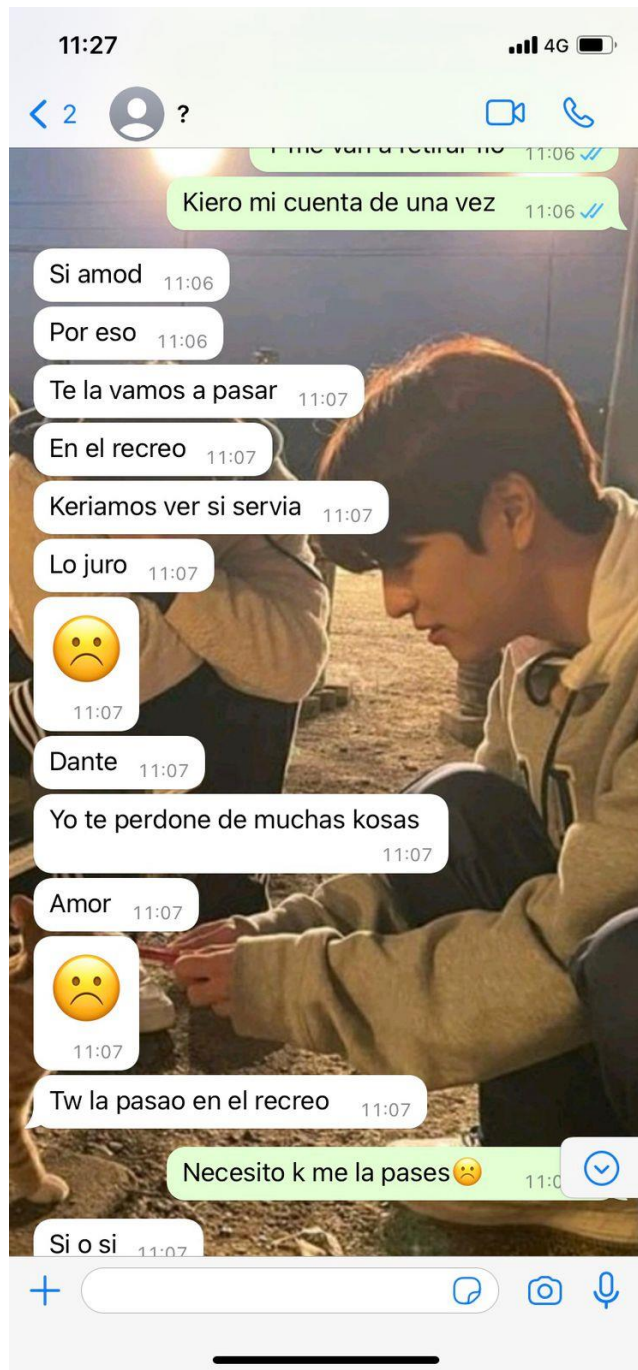 11:27
4G
2
?
11:06
Kiero mi cuenta de una vez 11:06
Si amod 11:06
Por eso 11:06
Te la vamos a pasar 11:07
En el recreo 11:07
Keriamos ver si servia 11:07
Lo juro 11:07
☹️
11:07
Dante 11:07
Yo te perdone de muchas kosas
11:07
Amor 11:07
☹️
11:07
Tw la pasao en el recreo 11:07
Necesito k me la pases☹️
Si o si 11:07